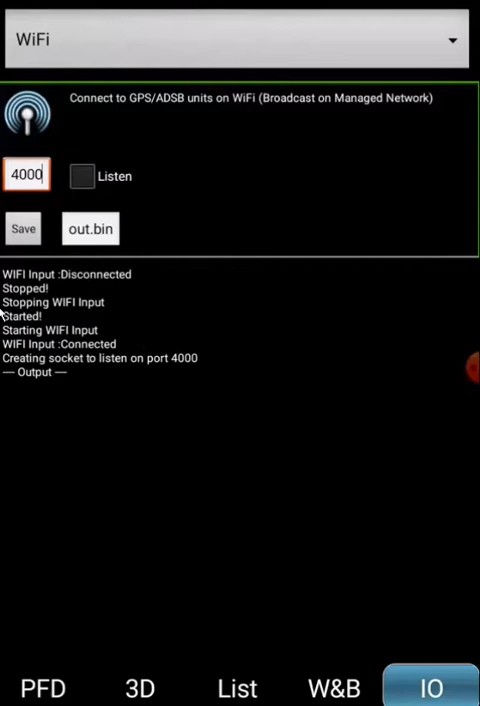 WiFi
Connect to GPS/ADSB units on WiFi (Broadcast on Managed Network)
4000 Listen
Save out.bin
WIFI Input :Disconnected
Stopped!
Stopping WIFI Input
Started!
Starting WIFI Input
WIFI Input :Connected
Creating socket to listen on port 4000
--- Output ---
PFD 3D List W&B IO